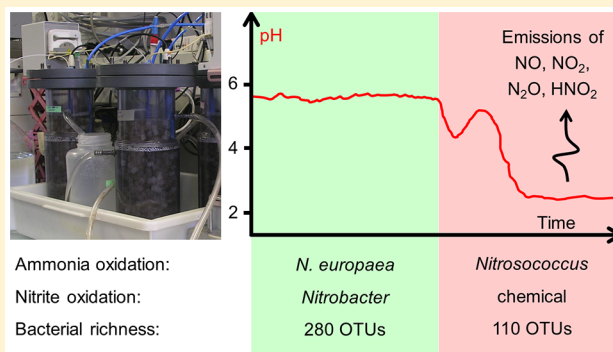 pH
6
4
2
Emissions of
NO, NO₂,
N₂O, HNO₂
Time
Ammonia oxidation: N. europaea Nitrosococcus
Nitrite oxidation: Nitrobacter chemical
Bacterial richness: 280 OTUs 110 OTUs